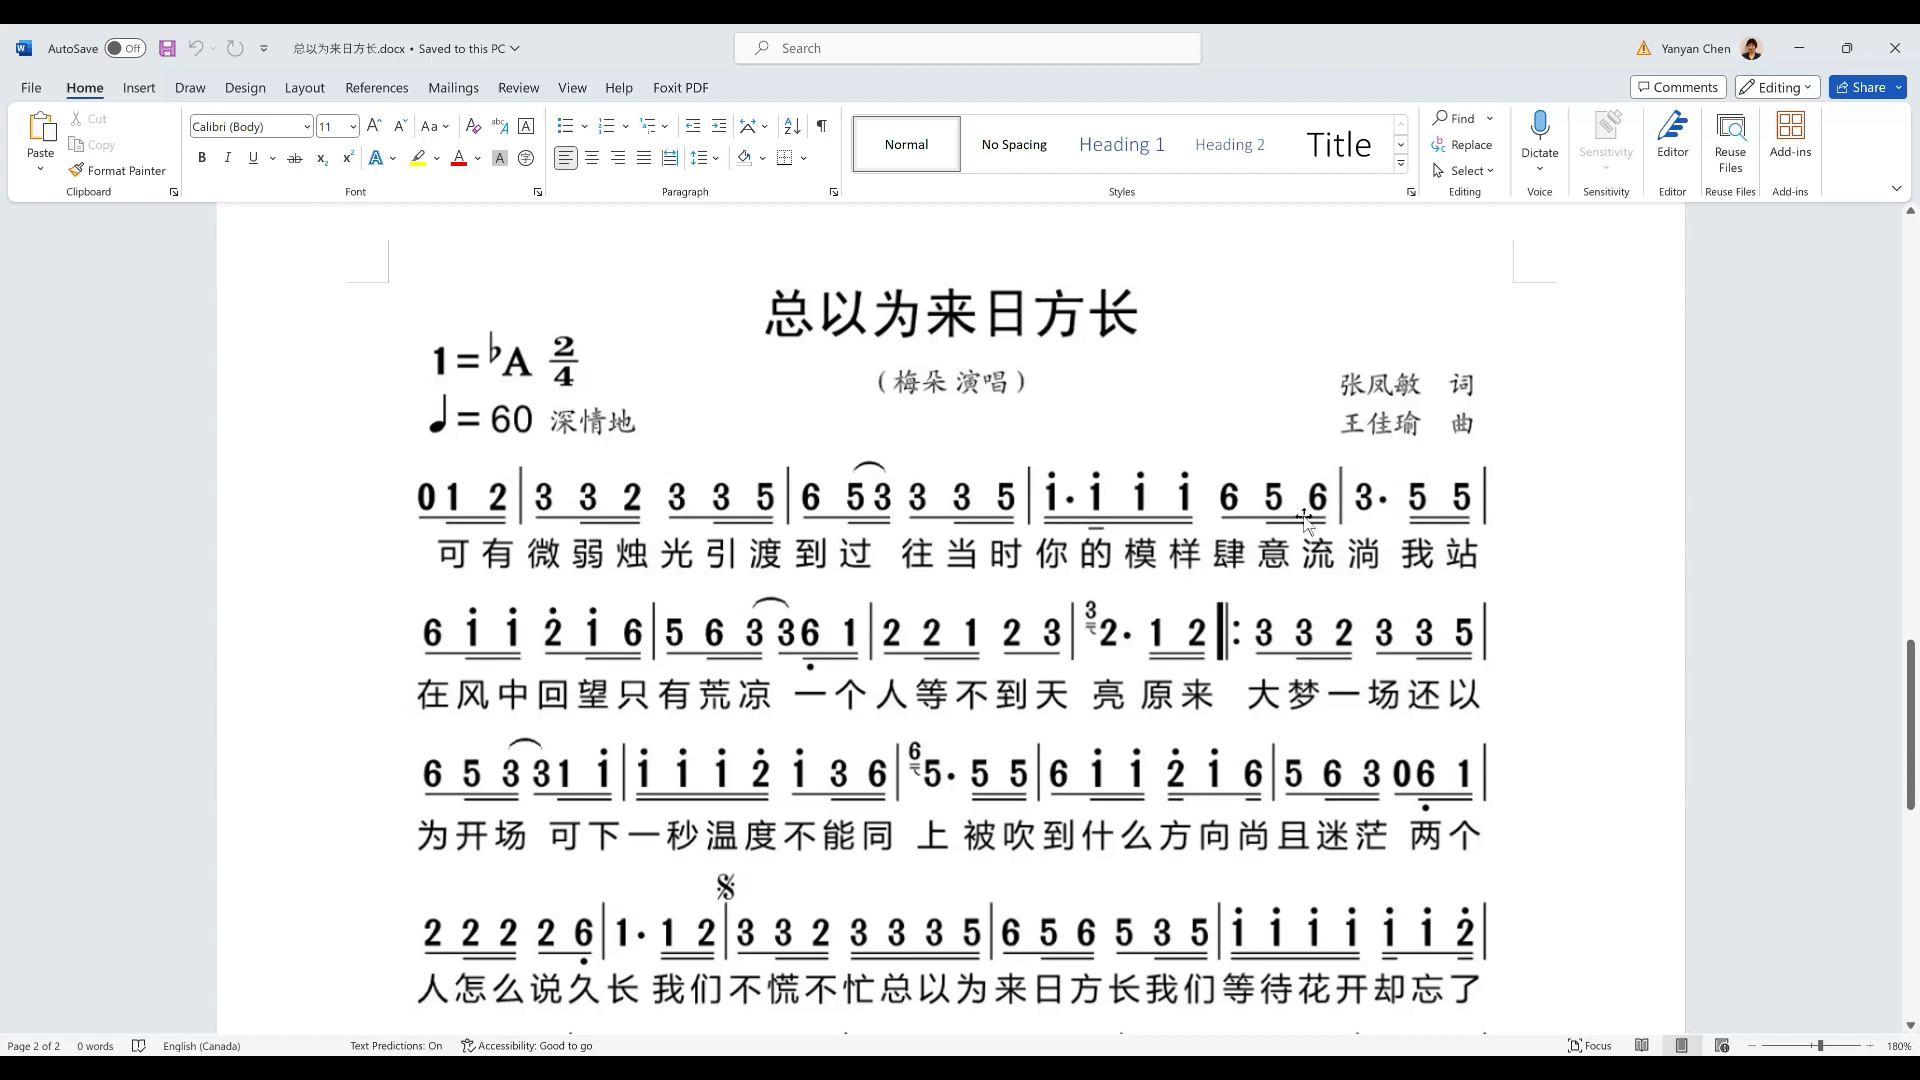 AutoSave Off 总以为来日方长.docx • Saved to this PC Search Yanyan Chen
File Home Insert Draw Design Layout References Mailings Review View Help Foxit PDF Comments Editing Share
Paste Cut Copy Format Painter Clipboard
Calibri (Body) 11 Font
Paragraph
Normal No Spacing Heading 1 Heading 2 Title Styles
Find Replace Select Editing
Dictate Voice
Sensitivity Sensitivity
Editor Editor
Reuse Files Reuse Files
Add-ins Add-ins
总以为来日方长
1=♭A 2/4
(梅朵 演唱)
张凤敏 词
♩=60 深情地
王佳瑜 曲
0 1 2 | 3 3 2 3 3 5 | 6 5 3 3 3 5 | i· i i i 6 5 6 | 3· 5 5 |
可有微弱烛光引渡到过 往当时你的模样肆意流淌 我站
6 i i 2̇ i 6 | 5 6 3 3 6̣ 1 | 2 2 1 2 3 | 3 2· 1 2 ‖: 3 3 2 3 3 5 |
在风中回望只有荒凉 一个人等不到天 亮 原来 大梦一场还以
6 5 3 3 1 i | i i i 2̇ i 3 6 | 6 5· 5 5 | 6 i i 2̇ i 6 | 5 6 3 0 6̣ 1 |
为开场 可下一秒温度不能同 上 被吹到什么方向尚且迷茫 两个
𝄋
2 2 2 2 6̣ | 1· 1 2 | 3 3 2 3 3 3 5 | 6 5 6 5 3 5 | i i i i i i 2̇ |
人怎么说久长 我们不慌不忙总以为来日方长我们等待花开却忘了
Page 2 of 2 0 words English (Canada) Text Predictions: On Accessibility: Good to go Focus 180%